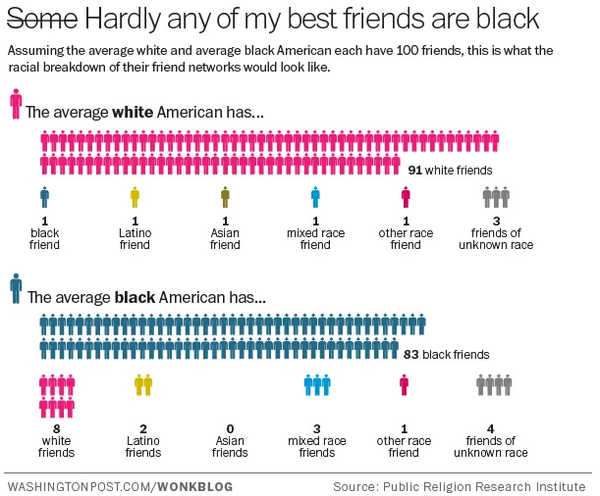 Some Hardly any of my best friends are black
Assuming the average white and average black American each have 100 friends, this is what the
racial breakdown of their friend networks would look like.
The average white American has...
91 white friends
1 black friend
1 Latino friend
1 Asian friend
1 mixed race friend
1 other race friend
3 friends of unknown race
The average black American has...
83 black friends
8 white friends
2 Latino friends
0 Asian friends
3 mixed race friends
1 other race friend
4 friends of unknown race
WASHINGTONPOST.COM/WONKBLOG
Source: Public Religion Research Institute